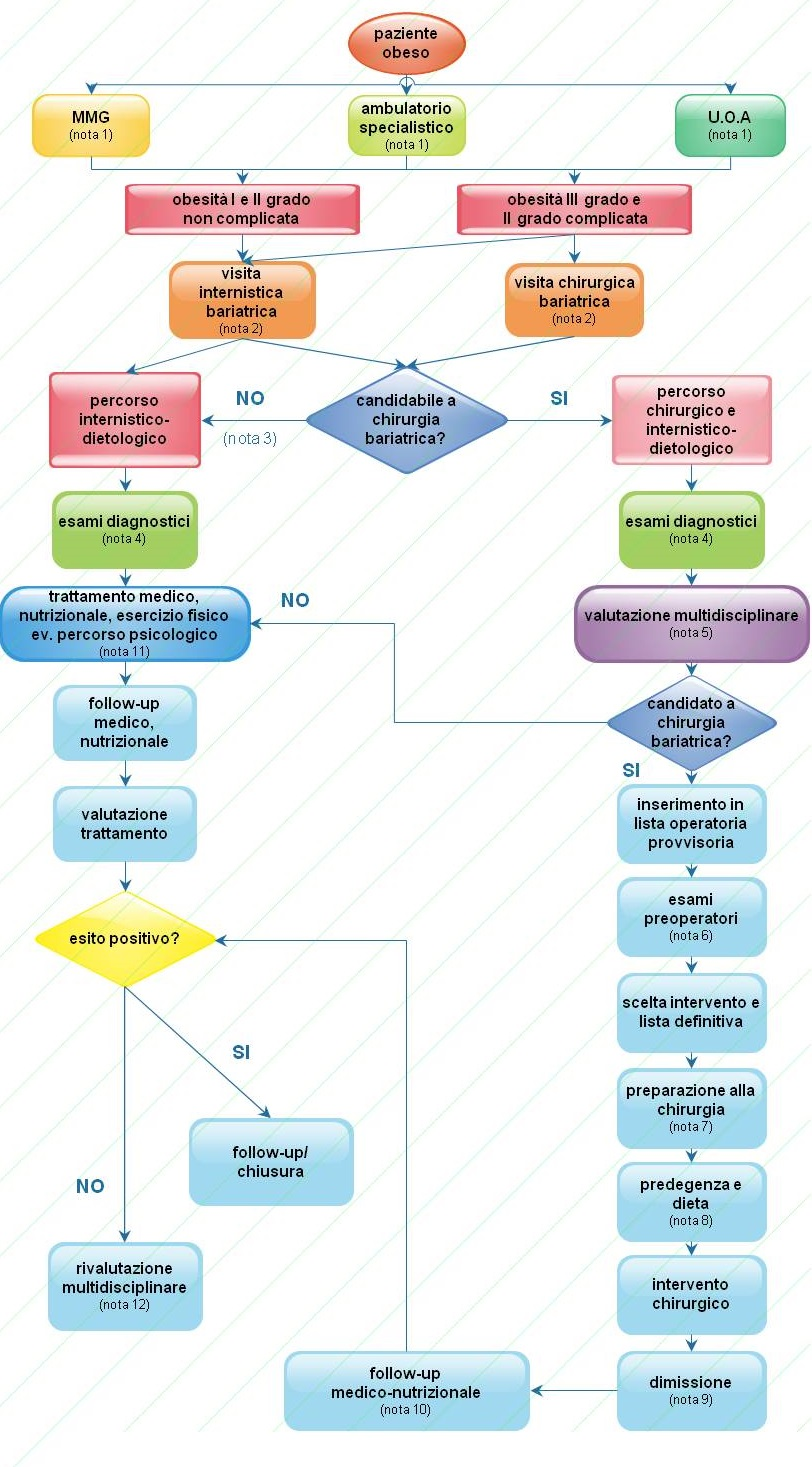 paziente
obeso
MMG
(nota 1)
ambulatorio
specialistico
(nota 1)
U.O.A
(nota 1)
obesità I e II grado
non complicata
obesità III grado e
II grado complicata
visita
internistica
bariatrica
(nota 2)
visita chirurgica
bariatrica
(nota 2)
percorso
internistico-
dietologico
NO
(nota 3)
candidabile a
chirurgia
bariatrica?
SI
percorso
chirurgico e
internistico-
dietologico
esami diagnostici
(nota 4)
esami diagnostici
(nota 4)
trattamento medico,
nutrizionale, esercizio fisico
ev. percorso psicologico
(nota 11)
NO
valutazione multidisciplinare
(nota 5)
follow-up
medico,
nutrizionale
candidato a
chirurgia
bariatrica?
SI
valutazione
trattamento
inserimento in
lista operatoria
provvisoria
esito positivo?
esami
preoperatori
(nota 6)
scelta intervento e
lista definitiva
SI
preparazione alla
chirurgia
(nota 7)
follow-up/
chiusura
NO
predegenza e
dieta
(nota 8)
rivalutazione
multidisciplinare
(nota 12)
intervento
chirurgico
follow-up
medico-nutrizionale
(nota 10)
dimissione
(nota 9)